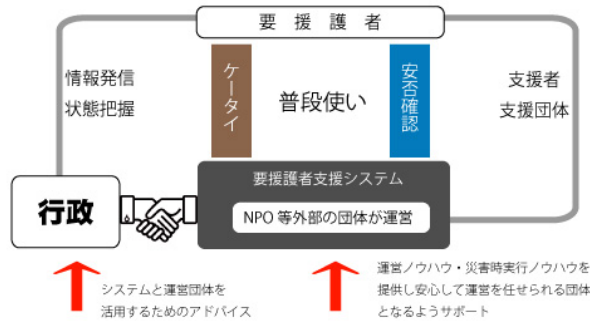 要援護者
情報発信
状態把握
ケータイ
普段使い
安否確認
支援者
支援団体
要援護者支援システム
NPO 等外部の団体が運営
行政
システムと運営団体を
活用するためのアドバイス
運営ノウハウ・災害時実行ノウハウを
提供し安心して運営を任せられる団体
となるようサポート